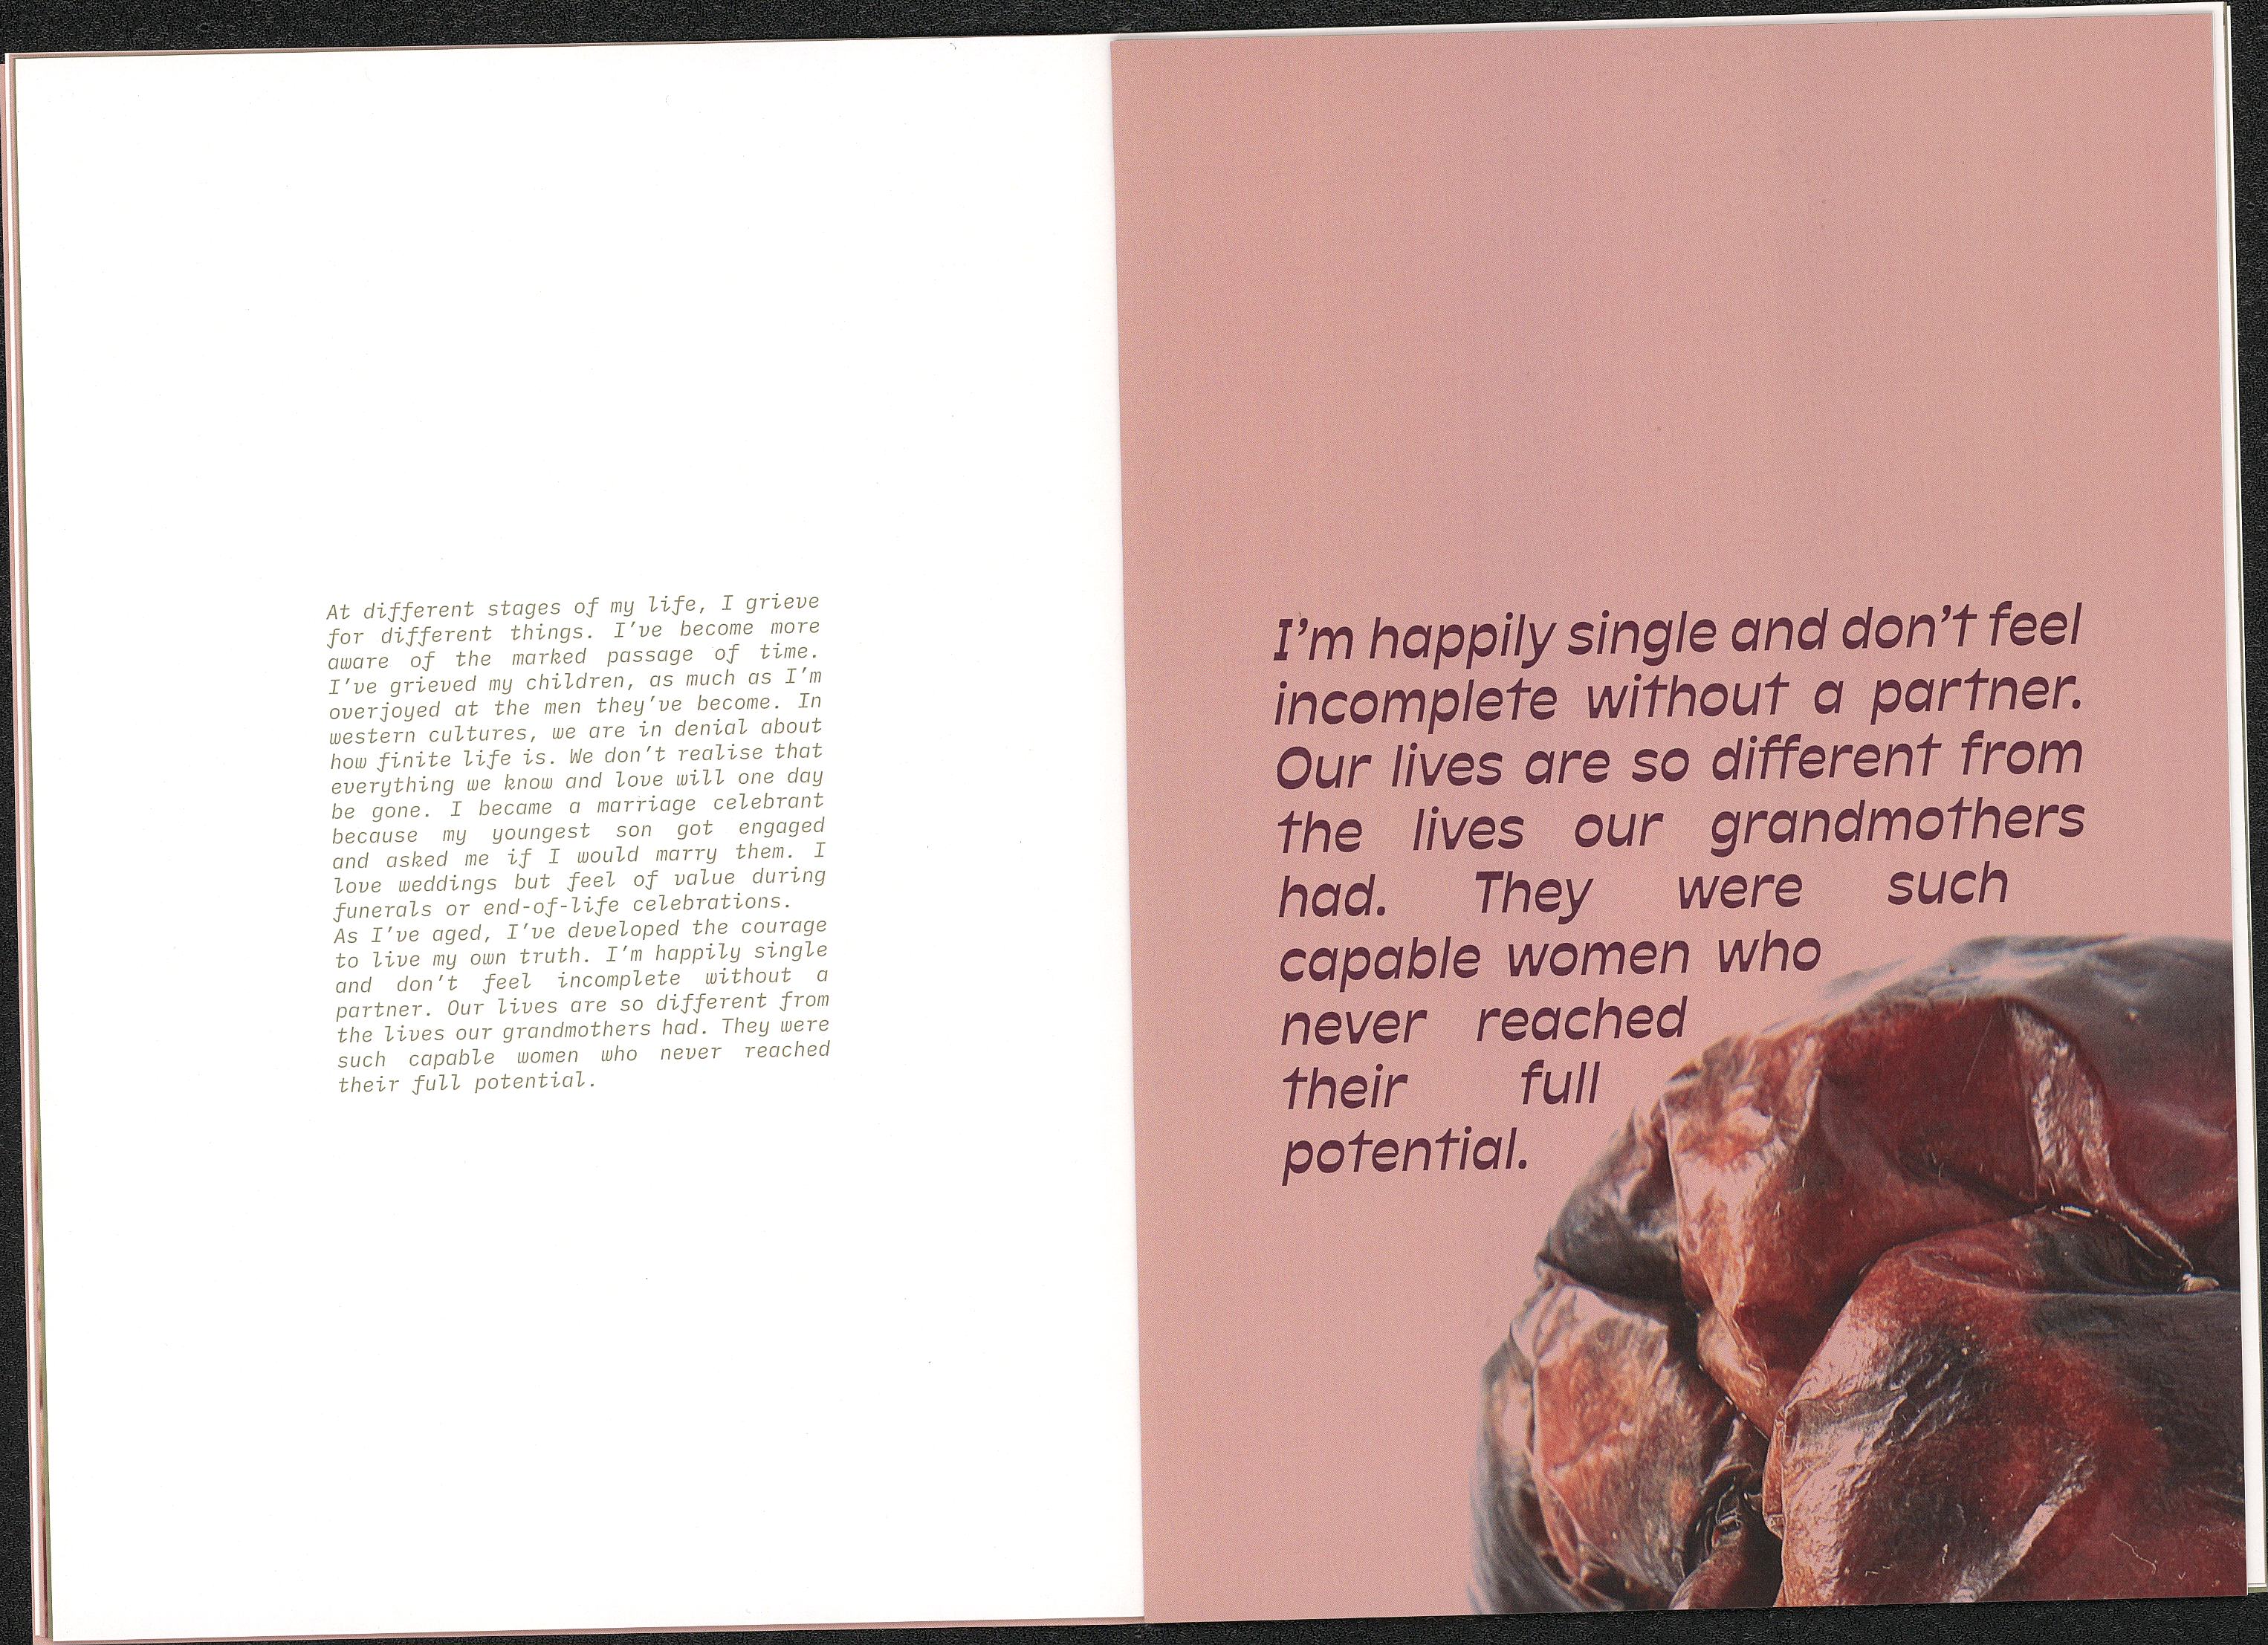 At different stages of my life, I grieve
for different things. I've become more
aware of the marked passage of time.
I've grieved my children, as much as I'm
overjoyed at the men they've become. In
western cultures, we are in denial about
how finite life is. We don't realise that
everything we know and love will one day
be gone. I became a marriage celebrant
because my youngest son got engaged
and asked me if I would marry them. I
love weddings but feel of value during
funerals or end-of-life celebrations.
As I've aged, I've developed the courage
to live my own truth. I'm happily single
and don't feel incomplete without a
partner. Our lives are so different from
the lives our grandmothers had. They were
such capable women who never reached
their full potential.
I'm happily single and don't feel
incomplete without a partner.
Our lives are so different from
the lives our grandmothers
had. They were such
capable women who
never reached
their full
potential.